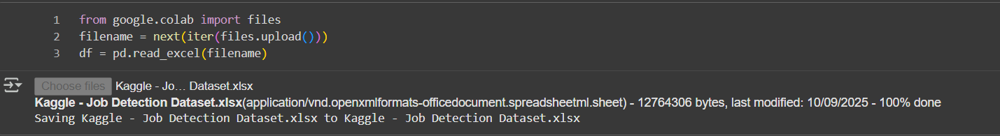 1 from google.colab import files
2 filename = next(iter(files.upload()))
3 df = pd.read_excel(filename)
Choose files Kaggle - Jo... Dataset.xlsx
Kaggle - Job Detection Dataset.xlsx(application/vnd.openxmlformats-officedocument.spreadsheetml.sheet) - 12764306 bytes, last modified: 10/09/2025 - 100% done
Saving Kaggle - Job Detection Dataset.xlsx to Kaggle - Job Detection Dataset.xlsx